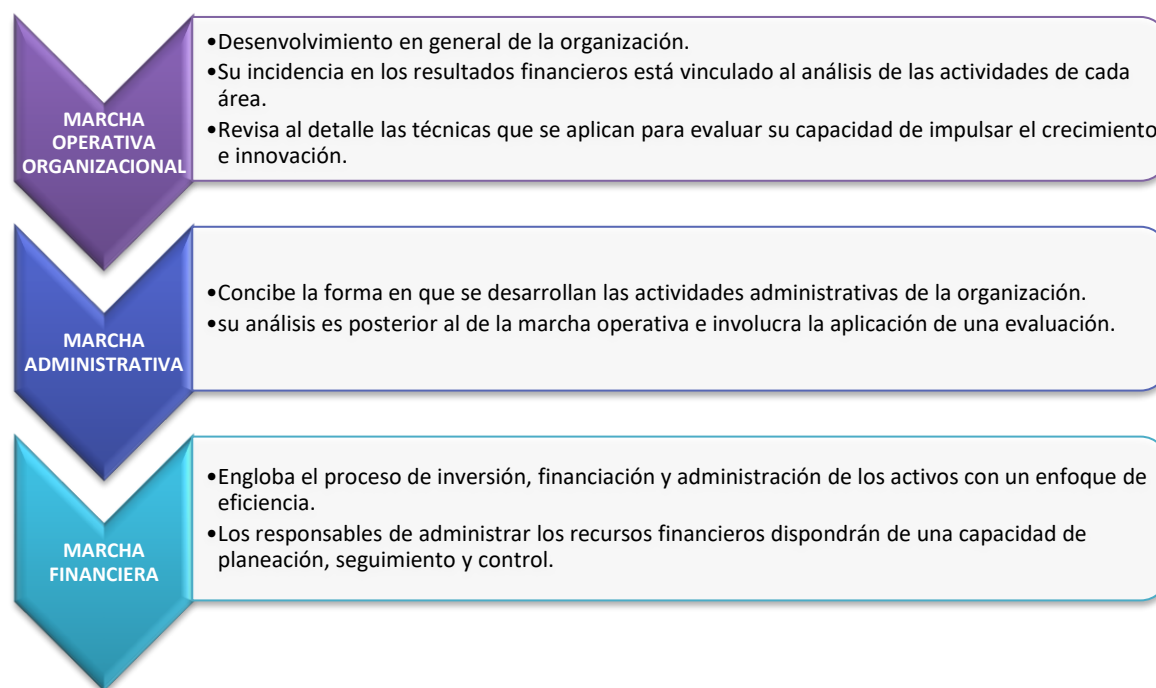 MARCHA
OPERATIVA
ORGANIZACIONAL
•Desenvolvimiento en general de la organización.
•Su incidencia en los resultados financieros está vinculado al análisis de las actividades de cada
área.
•Revisa al detalle las técnicas que se aplican para evaluar su capacidad de impulsar el crecimiento
e innovación.
MARCHA
ADMINISTRATIVA
•Concibe la forma en que se desarrollan las actividades administrativas de la organización.
•su análisis es posterior al de la marcha operativa e involucra la aplicación de una evaluación.
MARCHA
FINANCIERA
•Engloba el proceso de inversión, financiación y administración de los activos con un enfoque de
eficiencia.
•Los responsables de administrar los recursos financieros dispondrán de una capacidad de
planeación, seguimiento y control.